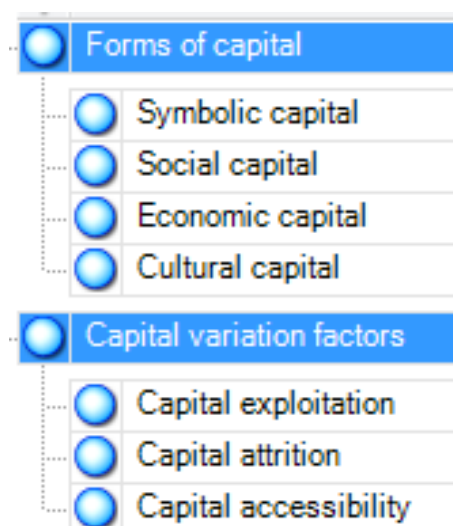 Forms of capital
Symbolic capital
Social capital
Economic capital
Cultural capital
Capital variation factors
Capital exploitation
Capital attrition
Capital accessibility